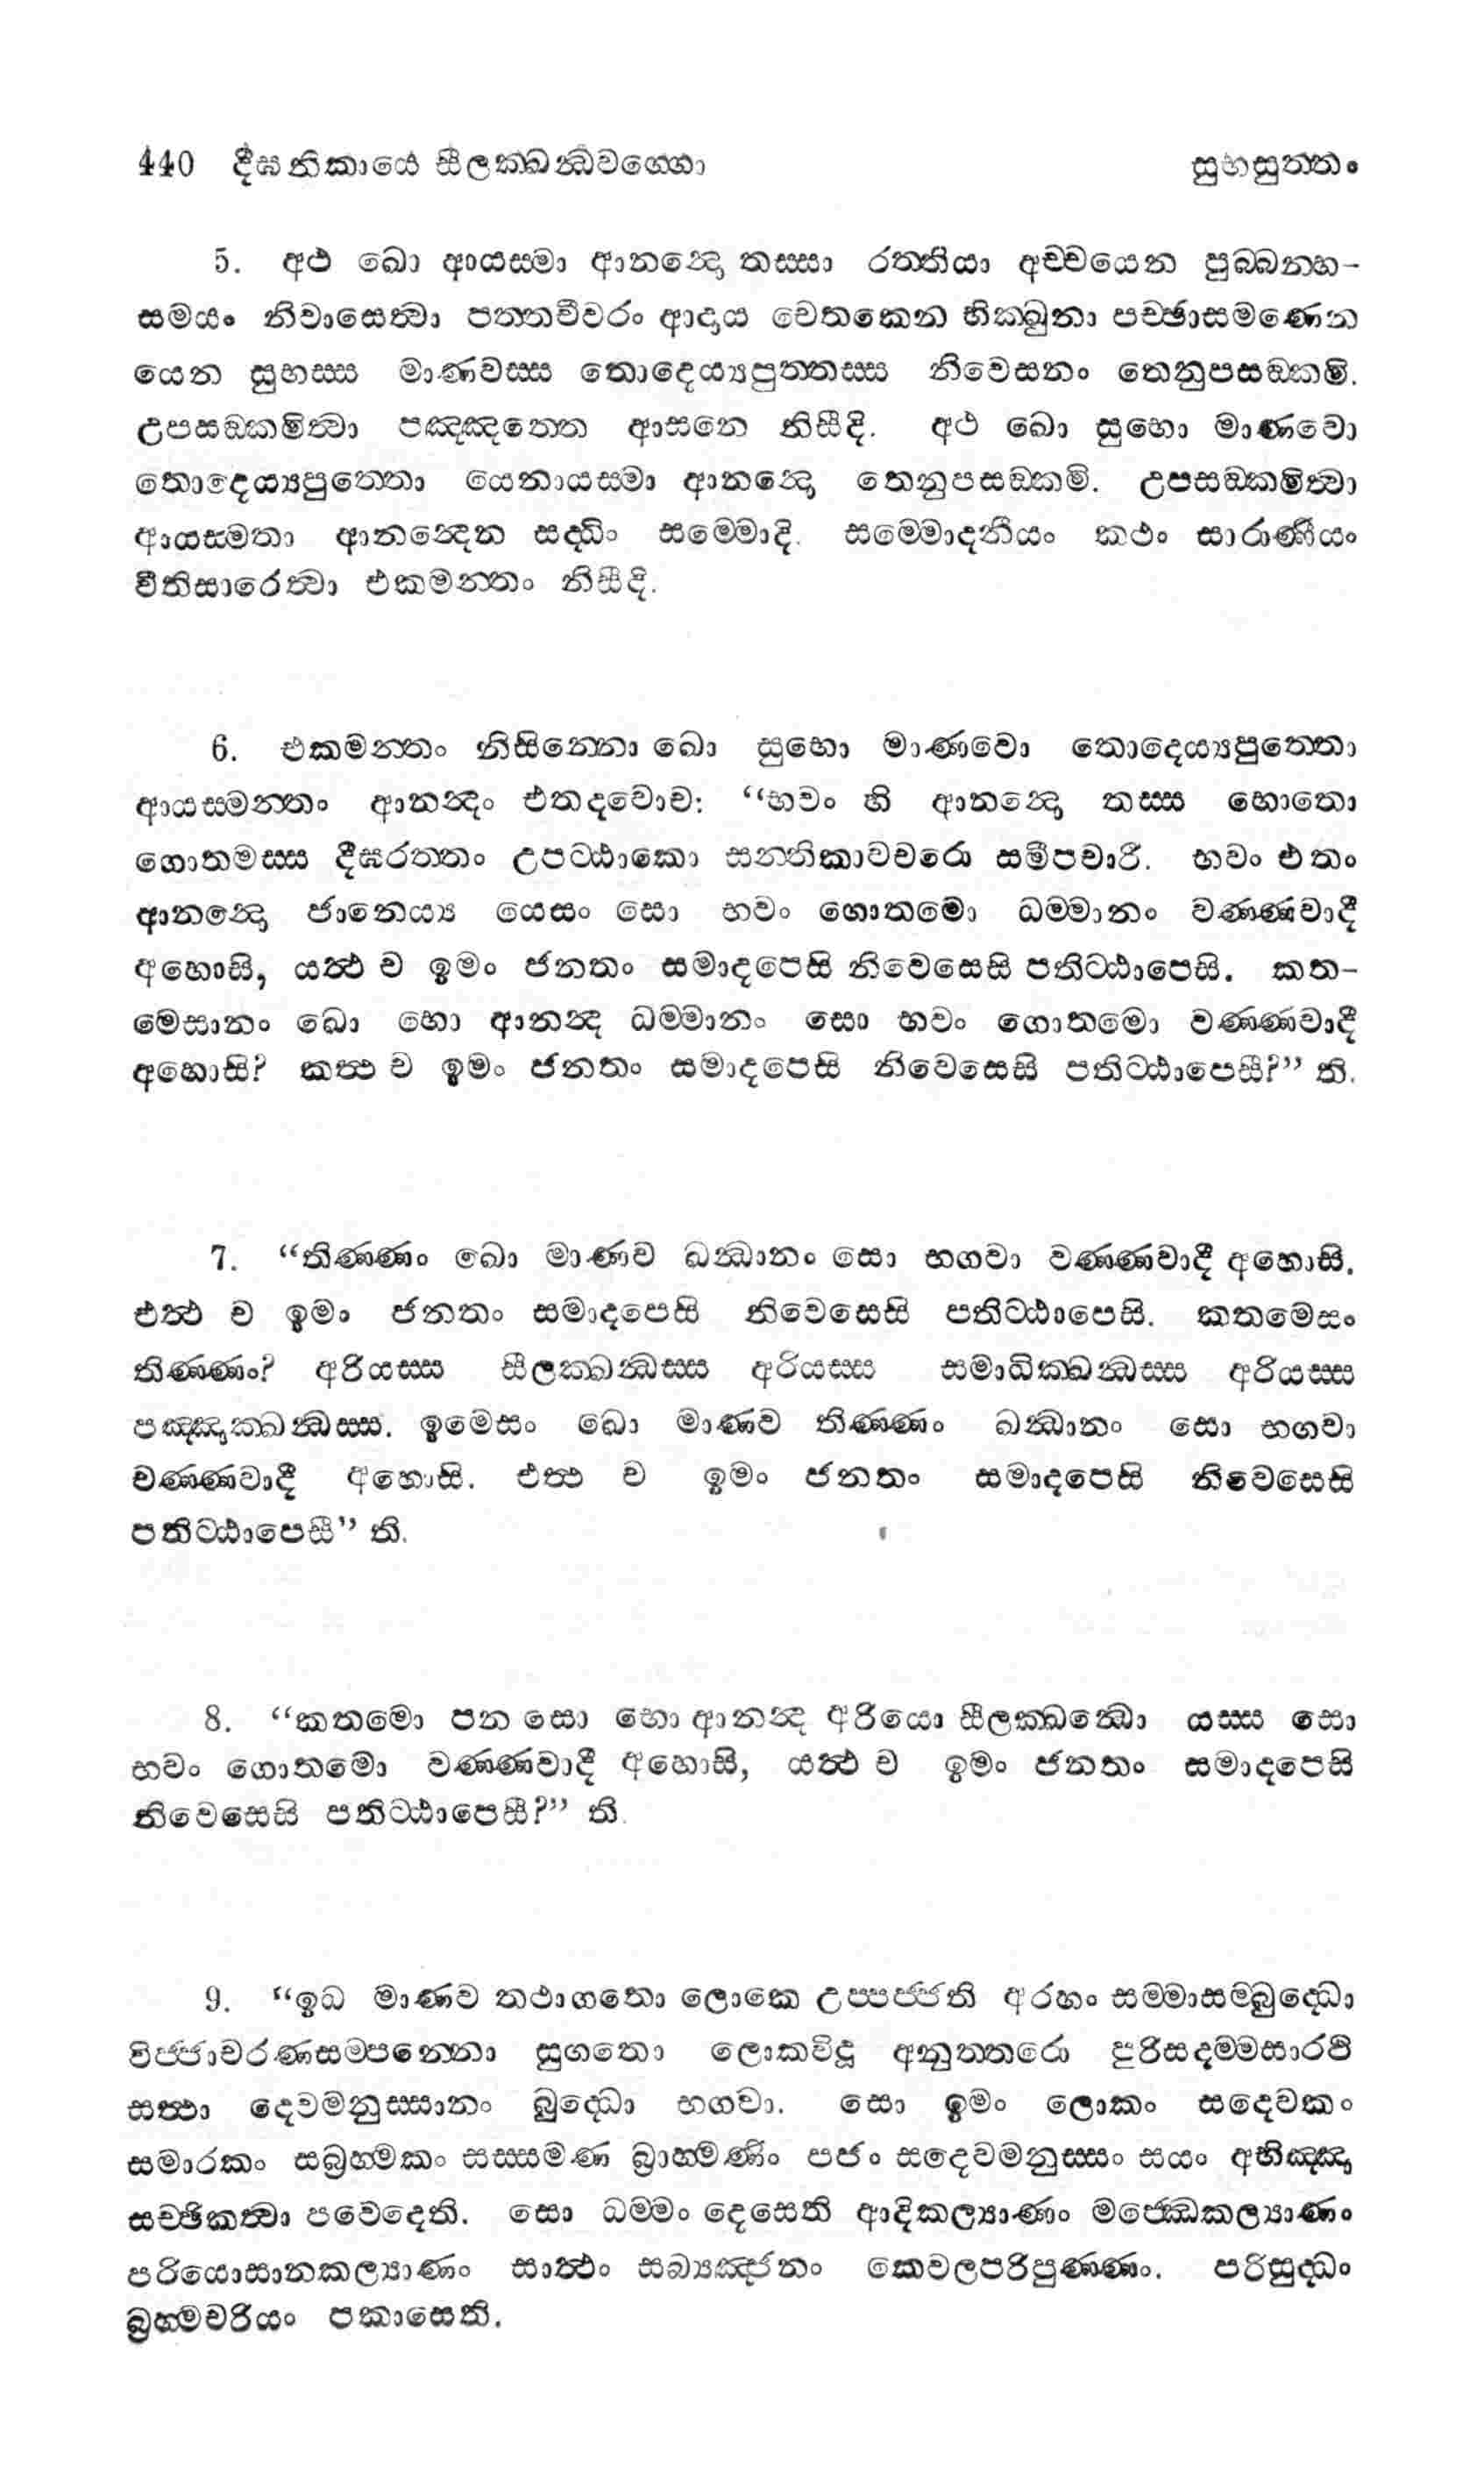 440 දීඝනිකායෙ සීලක්ඛන්ධවග්ගො
සුභසුත්තං
5. අථ ඛො ආයස්මා ආනන්දො තස්සා රත්තියා අච්චයෙන පුබ්බන්හ-
සමයං නිවාසෙත්වා පත්තචීවරං ආදාය චෙතකෙන භික්ඛුනා පච්ඡාසමණෙන
යෙන සුභස්ස මාණවස්ස තොදෙය්‍යපුත්තස්ස නිවෙසනං තෙනුපසඞ්කමි.
උපසඞ්කමිත්වා පඤ්ඤත්තෙ ආසනෙ නිසීදි. අථ ඛො සුභො මාණවො
තොදෙය්‍යපුත්තො යෙනායස්මා ආනන්දො තෙනුපසඞ්කමි. උපසඞ්කමිත්වා
ආයස්මතා ආනන්දෙන සද්ධිං සම්මොදි. සම්මොදනීයං කථං සාරාණීයං
වීතිසාරෙත්වා එකමන්තං නිසීදි.
6. එකමන්තං නිසින්නො ඛො සුභො මාණවො තොදෙය්‍යපුත්තො
ආයස්මන්තං ආනන්දං එතදවොච: “භවං හි ආනන්දො තස්ස භොතො
ගොතමස්ස දීඝරත්තං උපට්ඨාකො සන්තිකාවචරො සමීපචාරී. භවං එතං
ආනන්දො ජානෙය්‍ය යෙසං සො භවං ගොතමො ධම්මානං වණ්ණවාදී
අහොසි, යත්ථ ච ඉමං ජනතං සමාදපෙසි නිවෙසෙසි පතිට්ඨාපෙසි. කත-
මෙසානං ඛො හො ආනන්ද ධම්මානං සො භවං ගොතමො වණ්ණවාදී
අහොසි? කත්ථ ච ඉමං ජනතං සමාදපෙසි නිවෙසෙසි පතිට්ඨාපෙසී?” ති.
7. “තිණ්ණං ඛො මාණව ඛන්ධානං සො භගවා වණ්ණවාදී අහොසි.
එත්ථ ච ඉමං ජනතං සමාදපෙසි නිවෙසෙසි පතිට්ඨාපෙසි. කතමෙසං
තිණ්ණං? අරියස්ස සීලක්ඛන්ධස්ස අරියස්ස සමාධික්ඛන්ධස්ස අරියස්ස
පඤ්ඤාක්ඛන්ධස්ස. ඉමෙසං ඛො මාණව තිණ්ණං ඛන්ධානං සො භගවා
වණ්ණවාදී අහොසි. එත්ථ ච ඉමං ජනතං සමාදපෙසි නිවෙසෙසි
පතිට්ඨාපෙසී” ති.
8. “කතමො පන සො භො ආනන්ද අරියො සීලක්ඛන්ධො යස්ස සො
භවං ගොතමො වණ්ණවාදී අහොසි, යත්ථ ච ඉමං ජනතං සමාදපෙසි
නිවෙසෙසි පතිට්ඨාපෙසී?” ති.
9. “ඉධ මාණව තථාගතො ලොකෙ උප්පජ්ජති අරහං සම්මාසම්බුද්ධො
විජ්ජාචරණසම්පන්නො සුගතො ලොකවිදූ අනුත්තරො පුරිසදම්මසාරථි
සත්ථා දෙවමනුස්සානං බුද්ධො භගවා. සො ඉමං ලොකං සදෙවකං
සමාරකං සබ්‍රහ්මකං සස්සමණ බ්‍රාහ්මණිං පජං සදෙවමනුස්සං සයං අභිඤ්ඤා
සච්ඡිකත්වා පවෙදෙති. සො ධම්මං දෙසෙති ආදිකල්‍යාණං මජ්ඣෙකල්‍යාණං
පරියොසානකල්‍යාණං සාත්ථං සබ්‍යඤ්ජනං කෙවලපරිපුණ්ණං. පරිසුද්ධං
බ්‍රහ්මචරියං පකාසෙති.